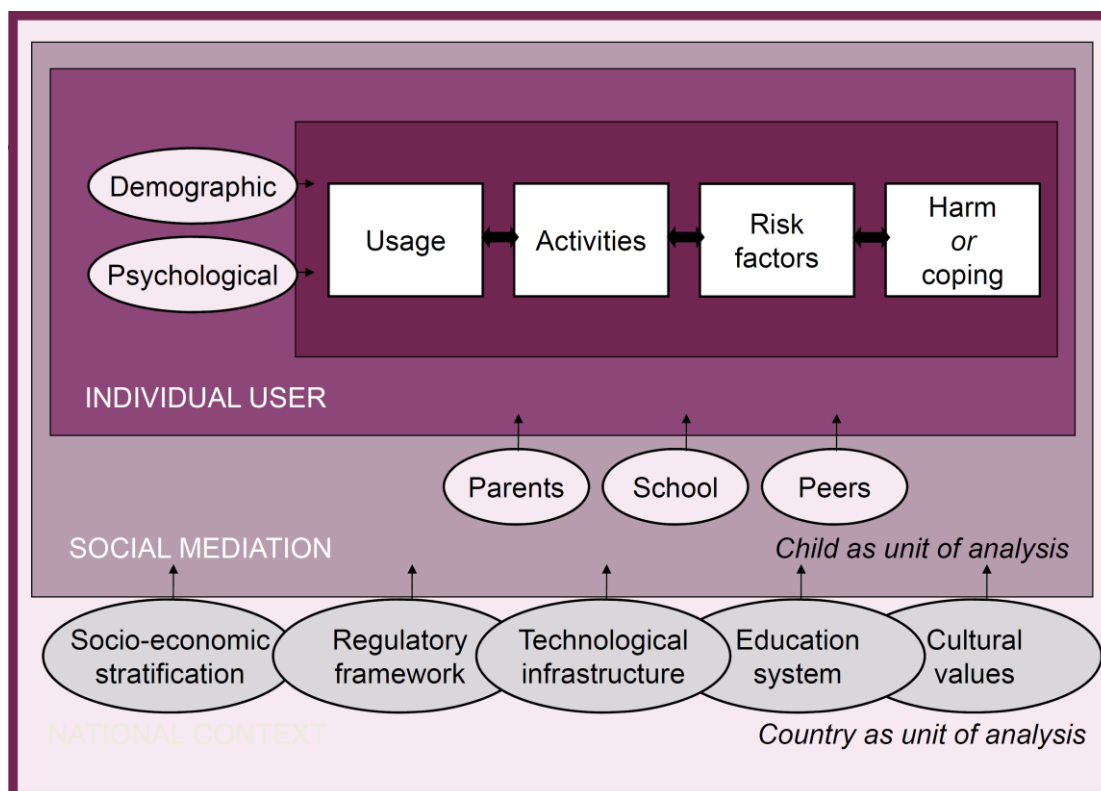 Demographic
Psychological
Usage
Activities
Risk
factors
Harm
or
coping
INDIVIDUAL USER
Parents
School
Peers
SOCIAL MEDIATION
Child as unit of analysis
Socio-economic
stratification
Regulatory
framework
Technological
infrastructure
Education
system
Cultural
values
NATIONAL CONTEXT
Country as unit of analysis